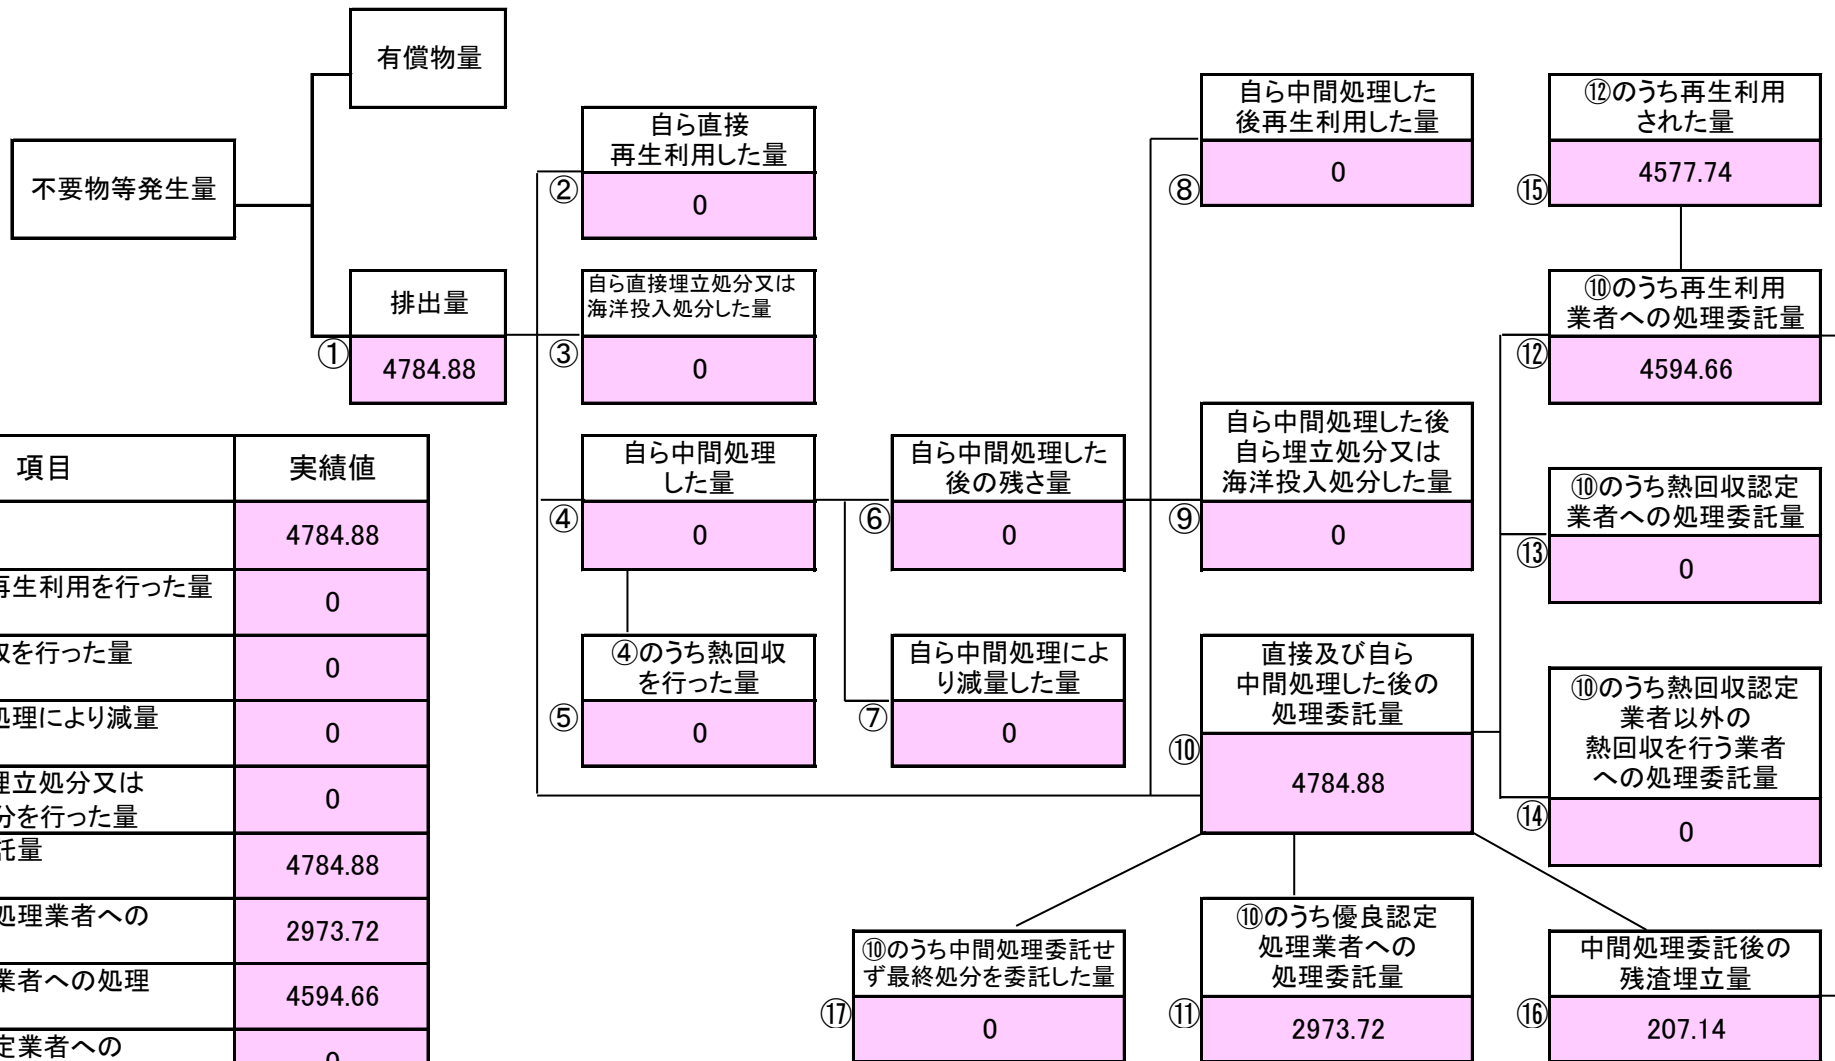 有償物量
不要物等発生量
排出量
①
4784.88
自ら直接
再生利用した量
②
0
自ら直接埋立処分又は
海洋投入処分した量
③
0
自ら中間処理
した量
④
0
④のうち熱回収
を行った量
⑤
0
自ら中間処理した
後の残さ量
⑥
0
自ら中間処理によ
り減量した量
⑦
0
自ら中間処理した
後再生利用した量
⑧
0
自ら中間処理した後
自ら埋立処分又は
海洋投入処分した量
⑨
0
直接及び自ら
中間処理した後の
処理委託量
⑩
4784.88
⑫のうち再生利用
された量
⑮
4577.74
⑩のうち再生利用
業者への処理委託量
⑫
4594.66
⑩のうち熱回収認定
業者への処理委託量
⑬
0
⑩のうち熱回収認定
業者以外の
熱回収を行う業者
への処理委託量
⑭
0
⑩のうち中間処理委託せ
ず最終処分を委託した量
⑰
0
⑩のうち優良認定
処理業者への
処理委託量
⑪
2973.72
中間処理委託後の
残渣埋立量
⑯
207.14
項目 実績値
4784.88
再生利用を行った量 0
を行った量 0
処理により減量 0
埋立処分又は
を行った量 0
託量 4784.88
処理業者への 2973.72
業者への処理 4594.66
定業者への 0